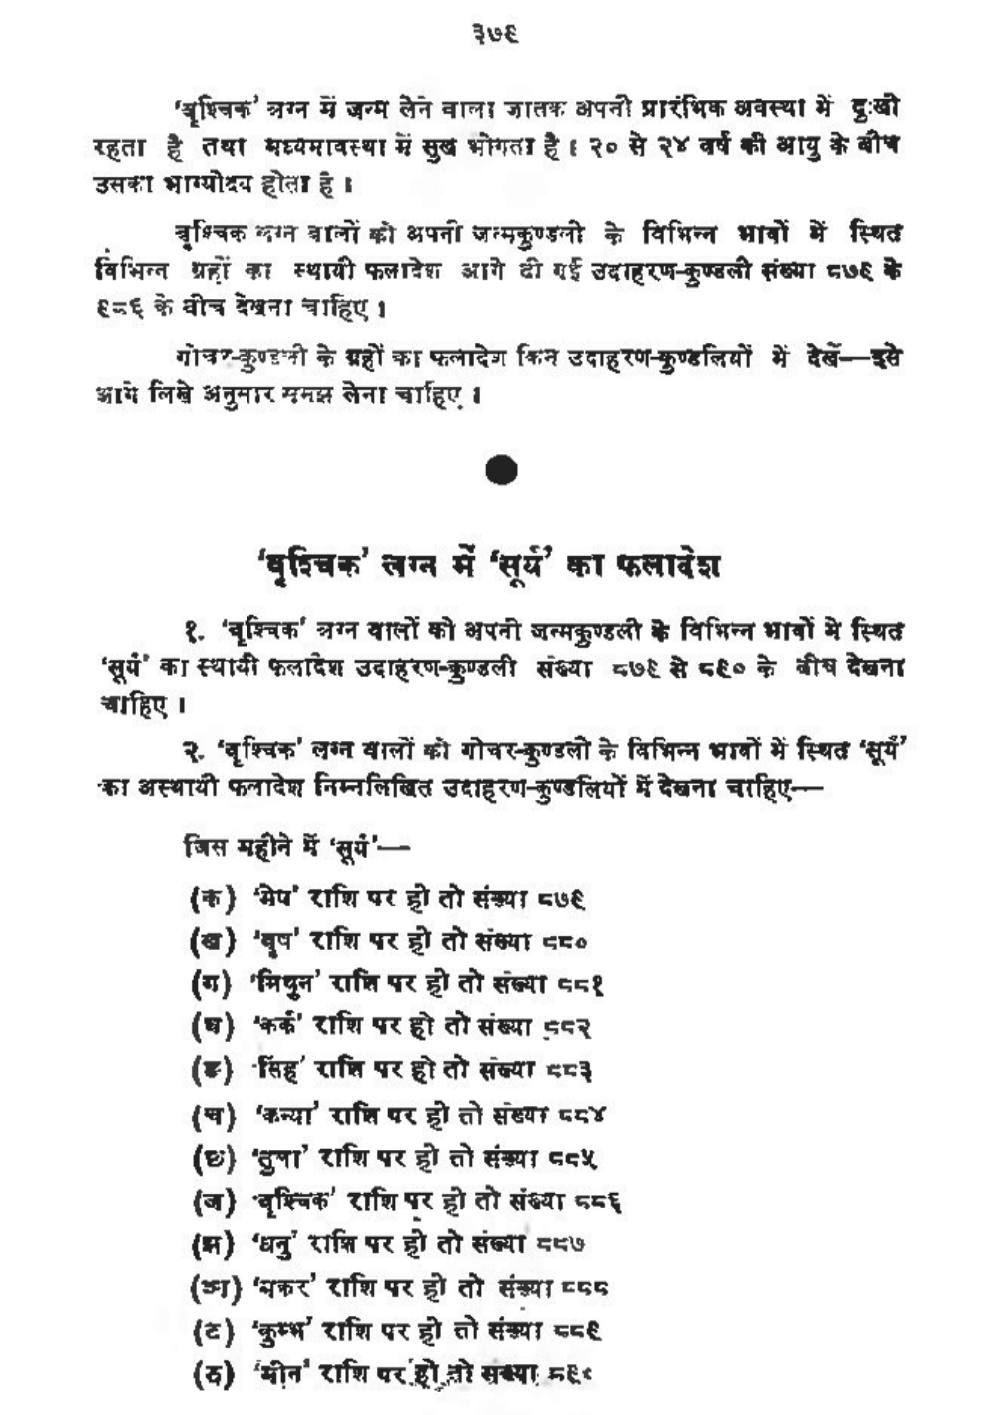 ३७९
'वृश्चिक' लग्न में जन्म लेने वाला जातक अपनी प्रारंभिक अवस्था में दुःखी
रहता है तथा मध्यमावस्था में सुख भोगता है। २० से २४ वर्ष की आयु के बीच
उसका भाग्योदय होता है।
वृश्चिक लग्न वालों को अपनी जन्मकुण्डली के विभिन्न भावों में स्थित
विभिन्न ग्रहों का स्थायी फलादेश आगे दी गई उदाहरण-कुण्डली संख्या ८७९ के
९८६ के बीच देखना चाहिए।
गोचर-कुण्डली के ग्रहों का फलादेश किन उदाहरण-कुण्डलियों में देखें—इसे
आगे लिखे अनुसार समझ लेना चाहिए।
'वृश्चिक' लग्न में 'सूर्य' का फलादेश
१. 'वृश्चिक' लग्न वालों को अपनी जन्मकुण्डली के विभिन्न भावों मे स्थित
'सूर्य' का स्थायी फलादेश उदाहरण-कुण्डली संख्या ८७९ से ८९० के बीच देखना
चाहिए।
२. 'वृश्चिक' लग्न वालों को गोचर-कुण्डली के विभिन्न भावों में स्थित 'सूर्य'
का अस्थायी फलादेश निम्नलिखित उदाहरण-कुण्डलियों में देखना चाहिए—
जिस महीने में 'सूर्य'—
(क) 'मेष' राशि पर हो तो संख्या ८७९
(ख) 'वृष' राशि पर हो तो संख्या ८८०
(ग) 'मिथुन' राशि पर हो तो संख्या ८८१
(घ) 'कर्क' राशि पर हो तो संख्या ८८२
(ङ) 'सिंह' राशि पर हो तो संख्या ८८३
(च) 'कन्या' राशि पर हो तो संख्या ८८४
(छ) 'तुला' राशि पर हो तो संख्या ८८५
(ज) 'वृश्चिक' राशि पर हो तो संख्या ८८६
(झ) 'धनु' राशि पर हो तो संख्या ८८७
(ञ) 'मकर' राशि पर हो तो संख्या ८८८
(ट) 'कुम्भ' राशि पर हो तो संख्या ८८९
(ठ) 'मीन' राशि पर हो तो संख्या ८९०